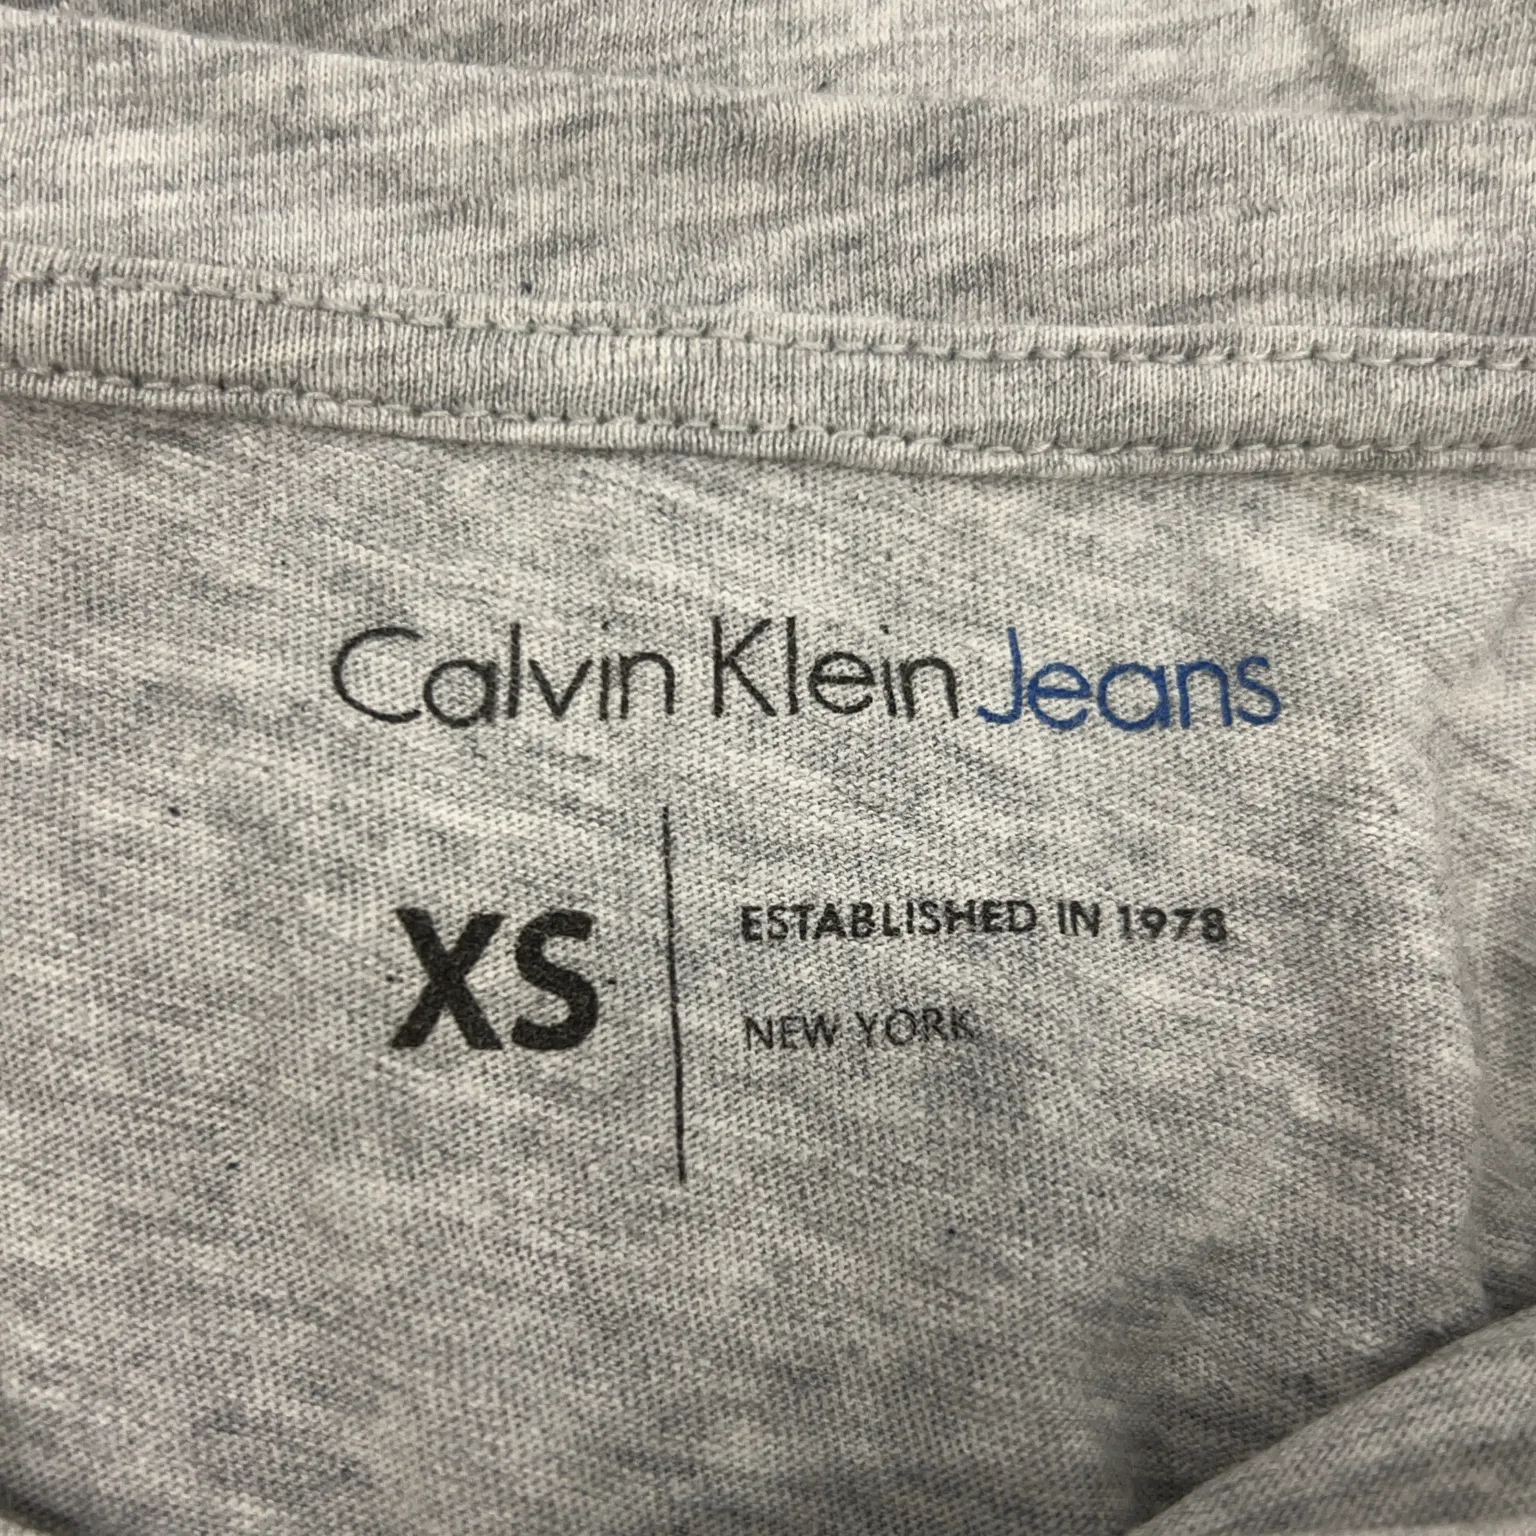 Calvin Klein Jeans
XS
ESTABLISHED IN 1978
NEW YORK